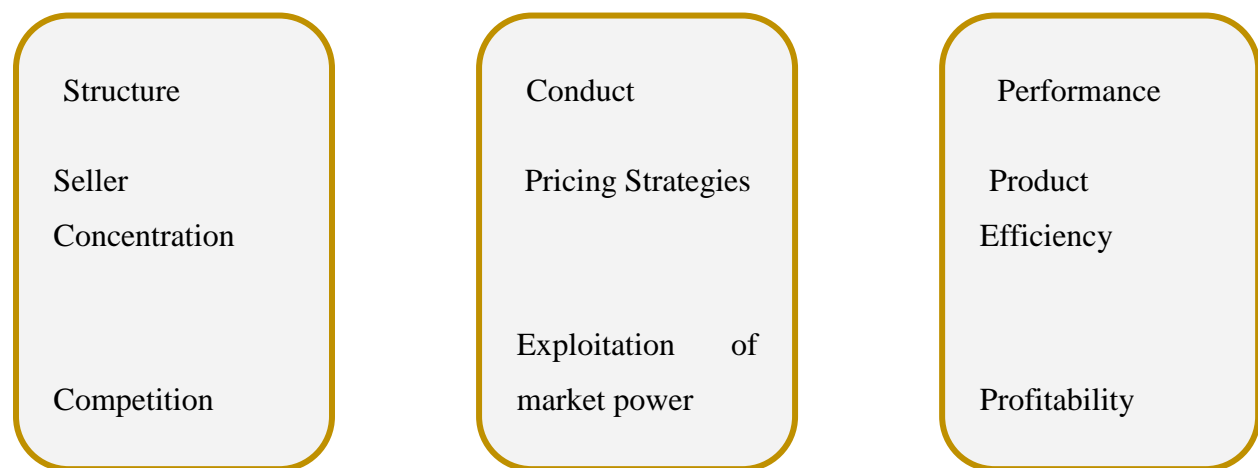 Structure
Seller
Concentration
Competition
Conduct
Pricing Strategies
Exploitation of
market power
Performance
Product
Efficiency
Profitability